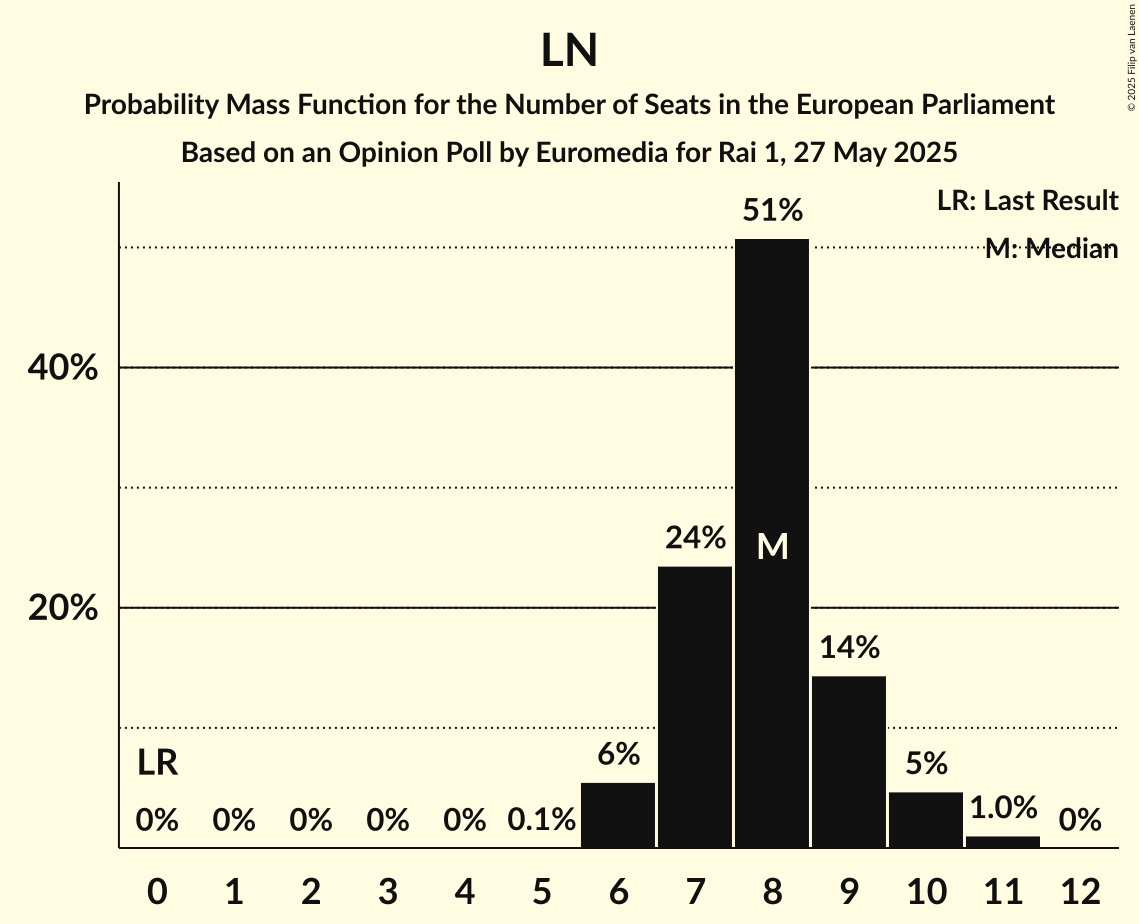 LN
Probability Mass Function for the Number of Seats in the European Parliament
Based on an Opinion Poll by Euromedia for Rai 1, 27 May 2025
© 2025 Filip van Laenen
LR: Last Result
M: Median
51%
40%
24%
M
20%
14%
LR
6%
5%
0% 0% 0% 0% 0% 0.1% 1.0% 0%
0 1 2 3 4 5 6 7 8 9 10 11 12